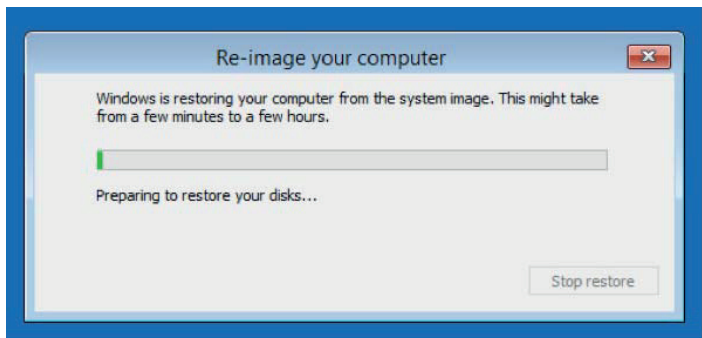 Re-image your computer
Windows is restoring your computer from the system image. This might take
from a few minutes to a few hours.
Preparing to restore your disks...
Stop restore